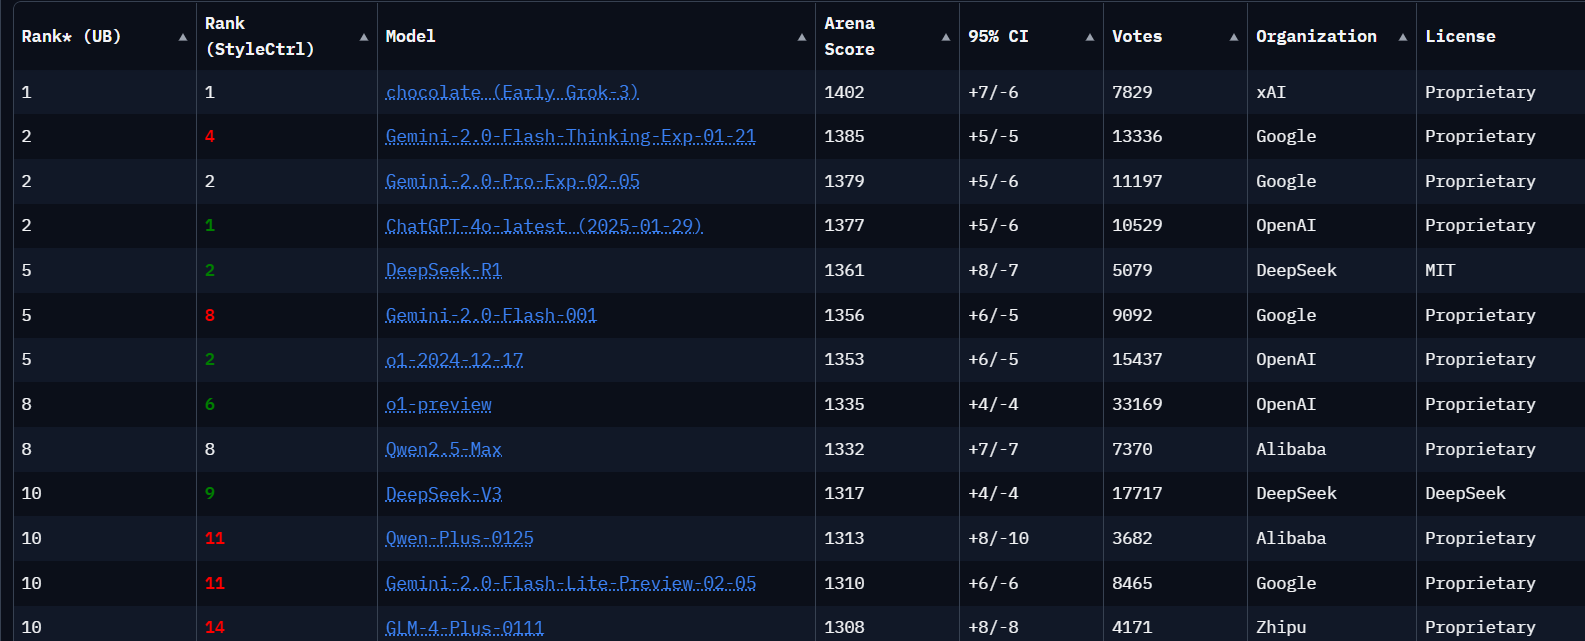 Rank* (UB) ▲ Rank (StyleCtrl) ▲ Model ▲ Arena Score ▲ 95% CI ▲ Votes ▲ Organization ▲ License
1 1 chocolate (Early Grok-3) 1402 +7/-6 7829 xAI Proprietary
2 4 Gemini-2.0-Flash-Thinking-Exp-01-21 1385 +5/-5 13336 Google Proprietary
2 2 Gemini-2.0-Pro-Exp-02-05 1379 +5/-6 11197 Google Proprietary
2 1 ChatGPT-4o-latest (2025-01-29) 1377 +5/-6 10529 OpenAI Proprietary
5 2 DeepSeek-R1 1361 +8/-7 5079 DeepSeek MIT
5 8 Gemini-2.0-Flash-001 1356 +6/-5 9092 Google Proprietary
5 2 o1-2024-12-17 1353 +6/-5 15437 OpenAI Proprietary
8 6 o1-preview 1335 +4/-4 33169 OpenAI Proprietary
8 8 Qwen2.5-Max 1332 +7/-7 7370 Alibaba Proprietary
10 9 DeepSeek-V3 1317 +4/-4 17717 DeepSeek DeepSeek
10 11 Qwen-Plus-0125 1313 +8/-10 3682 Alibaba Proprietary
10 11 Gemini-2.0-Flash-Lite-Preview-02-05 1310 +6/-6 8465 Google Proprietary
10 14 GLM-4-Plus-0111 1308 +8/-8 4171 Zhipu Proprietary